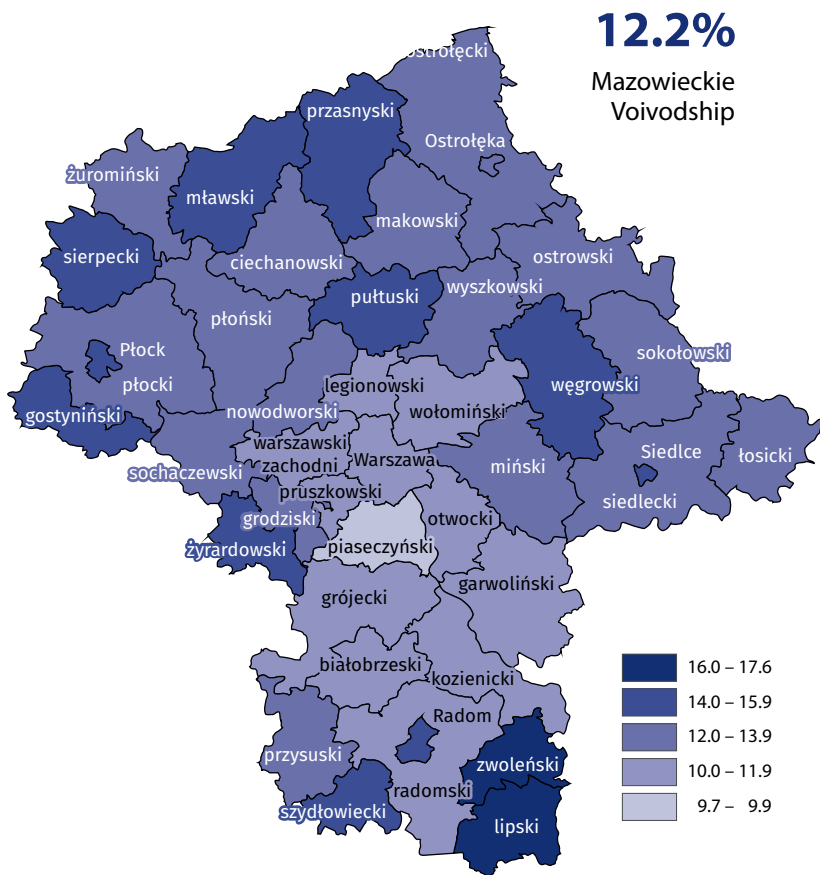 12.2%
Mazowieckie
Voivodship
ostrołęcki
przasnyski
Ostrołęka
żuromiński
mławski
makowski
sierpecki
ciechanowski
ostrowski
pułtuski
wyszkowski
płoński
Płock
sokołowski
płocki
legionowski
węgrowski
gostyniński
nowodworski
wołomiński
warszawski
zachodni
Warszawa
miński
Siedlce
łosicki
sochaczewski
pruszkowski
siedlecki
grodziski
otwocki
żyrardowski
piaseczyński
garwoliński
grójecki
białobrzeski
kozienicki
Radom
przysuski
zwoleński
radomski
szydłowiecki
lipski
16.0 – 17.6
14.0 – 15.9
12.0 – 13.9
10.0 – 11.9
9.7 – 9.9